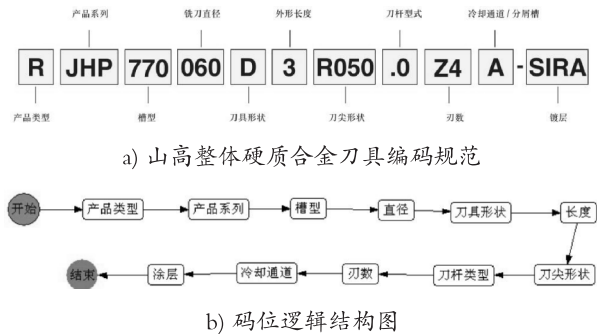 产品系列 铣刀直径 外形长度 刀杆型式 冷却通道/分屑槽
R JHP 770 060 D 3 R050 .0 Z4 A - SIRA
产品类型 槽型 刀具形状 刀尖形状 刃数 镀层
a) 山高整体硬质合金刀具编码规范
开始 产品类型 产品系列 槽型 直径 刀具形状 长度
结束 涂层 冷却通道 刃数 刀杆类型 刀尖形状
b) 码位逻辑结构图